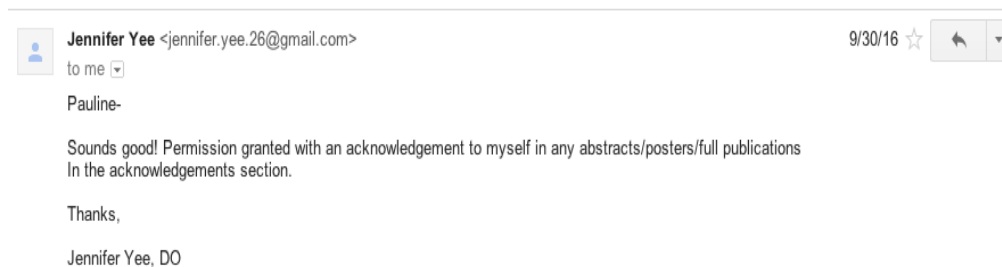 Jennifer Yee <jennifer.yee.26@gmail.com>
9/30/16
to me
Pauline-
Sounds good! Permission granted with an acknowledgement to myself in any abstracts/posters/full publications
In the acknowledgements section.
Thanks,
Jennifer Yee, DO